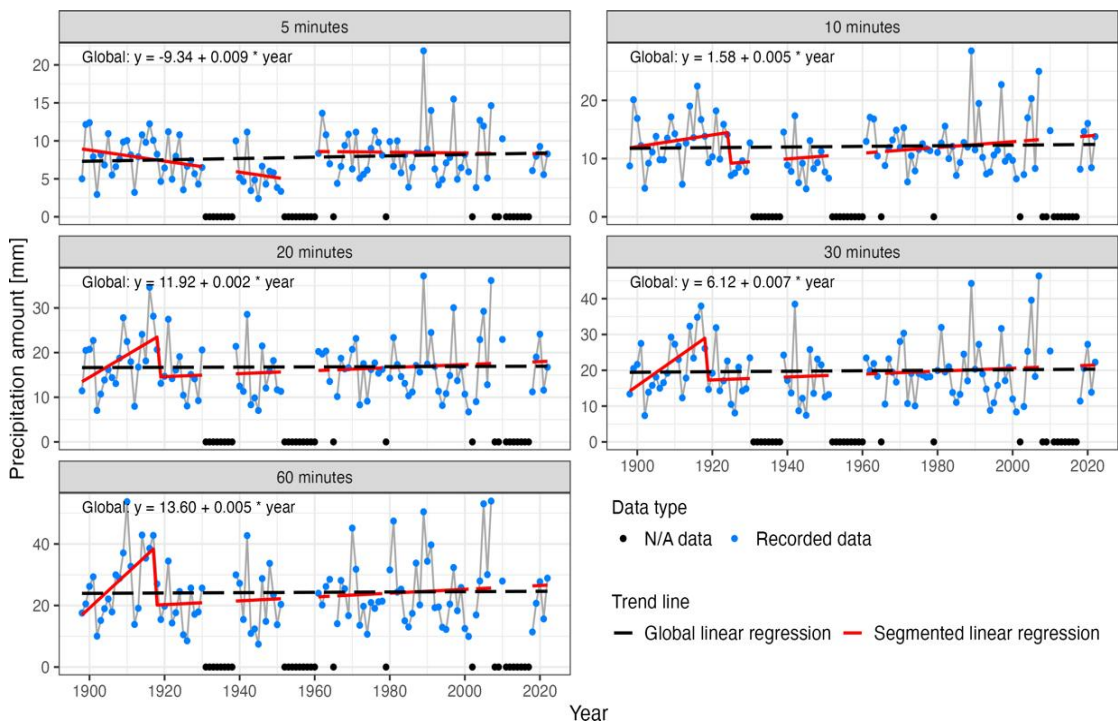 5 minutes
Global: y = -9.34 + 0.009 * year
20
15
10
5
0
10 minutes
Global: y = 1.58 + 0.005 * year
20
10
0
20 minutes
Global: y = 11.92 + 0.002 * year
30
20
10
0
30 minutes
Global: y = 6.12 + 0.007 * year
40
30
20
10
0
1900 1920 1940 1960 1980 2000 2020
60 minutes
Global: y = 13.60 + 0.005 * year
40
20
0
1900 1920 1940 1960 1980 2000 2020
Precipitation amount [mm]
Year
Data type
N/A data Recorded data
Trend line
Global linear regression Segmented linear regression